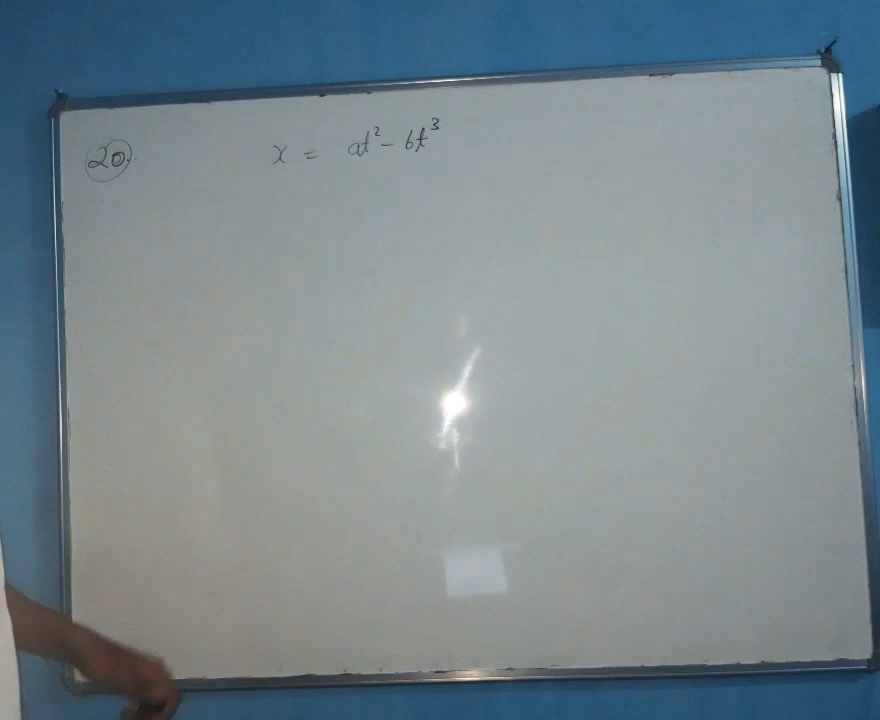 20. x = at² - bt³